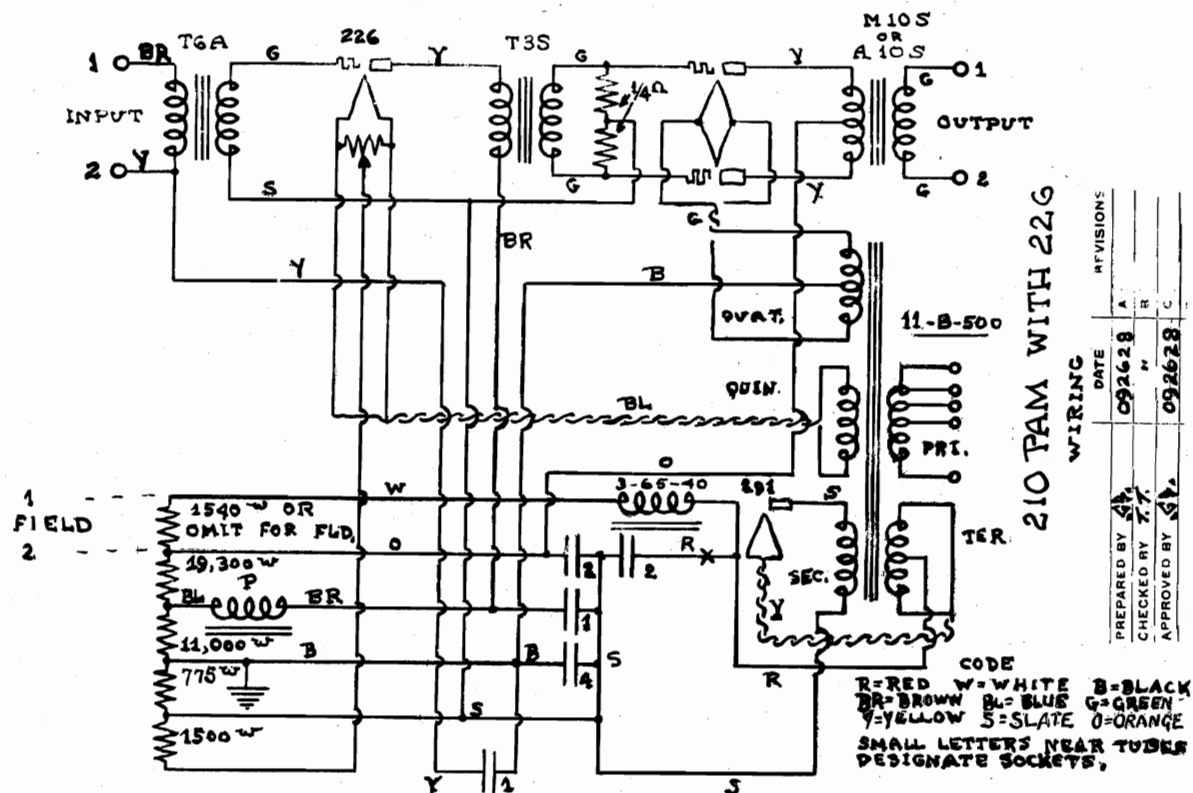 M10S
OR
A10S
T6A
226
T3S
1
BR
G
Y
G
Y
G
1
INPUT
1/4Ω
OUTPUT
2
Y
S
G
Y
G
2
G
BR
Y
B
QUAT.
11-B-500
QUIN.
BL
PRI.
O
3-65-40
281
S
1
W
FIELD
1540 ω OR
OMIT FOR FLD.
2
O
19,300 ω
2
2
R
X
SEC.
TER.
P
BL
BR
1
Y
11,000 ω
B
B
4
S
775 ω
R
S
1500 ω
Y
1
S
CODE
R=RED W=WHITE B=BLACK
BR=BROWN BL=BLUE G=GREEN
Y=YELLOW S=SLATE O=ORANGE
SMALL LETTERS NEAR TUBES
DESIGNATE SOCKETS.
210 PAM WITH 226
WIRING
DATE
REVISIONS
PREPARED BY
092628
A
CHECKED BY T.T.
"
B
APPROVED BY
092628
C